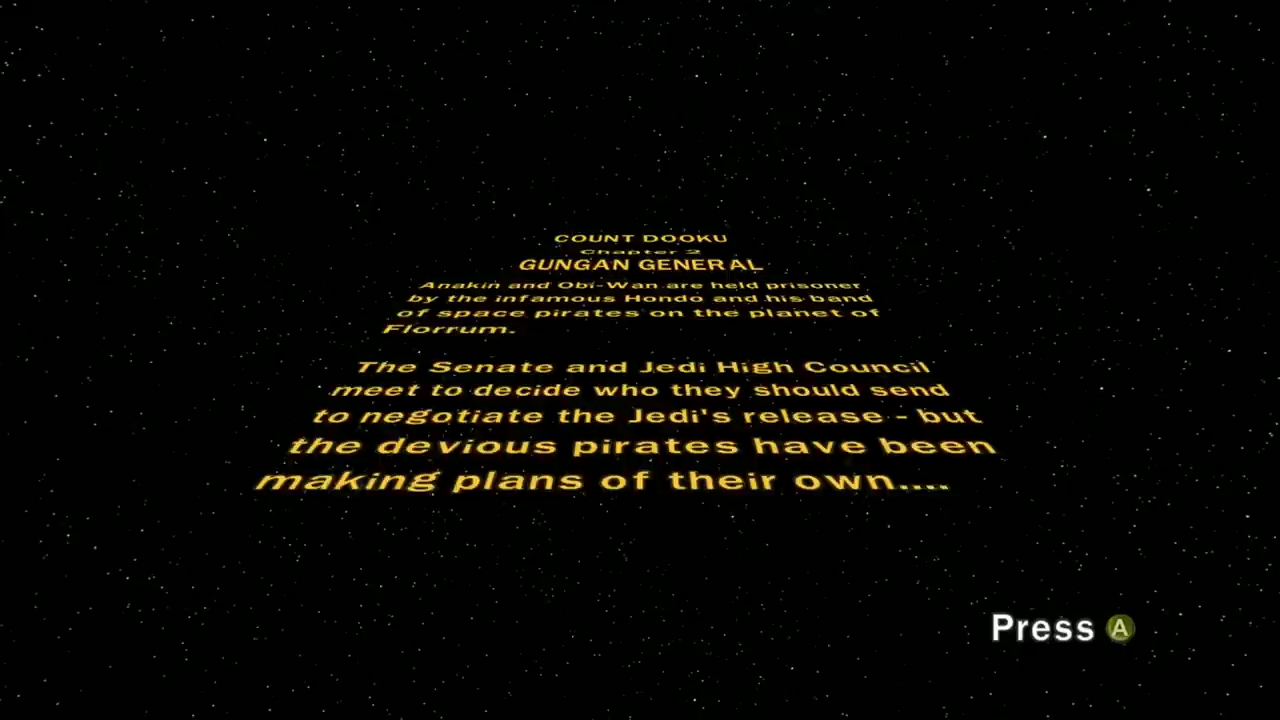 COUNT DOOKU
Chapter 2
GUNGAN GENERAL
Anakin and Obi-Wan are held prisoner
by the infamous Hondo and his band
of space pirates on the planet of
Florrum.
The Senate and Jedi High Council
meet to decide who they should send
to negotiate the Jedi's release - but
the devious pirates have been
making plans of their own....
Press A